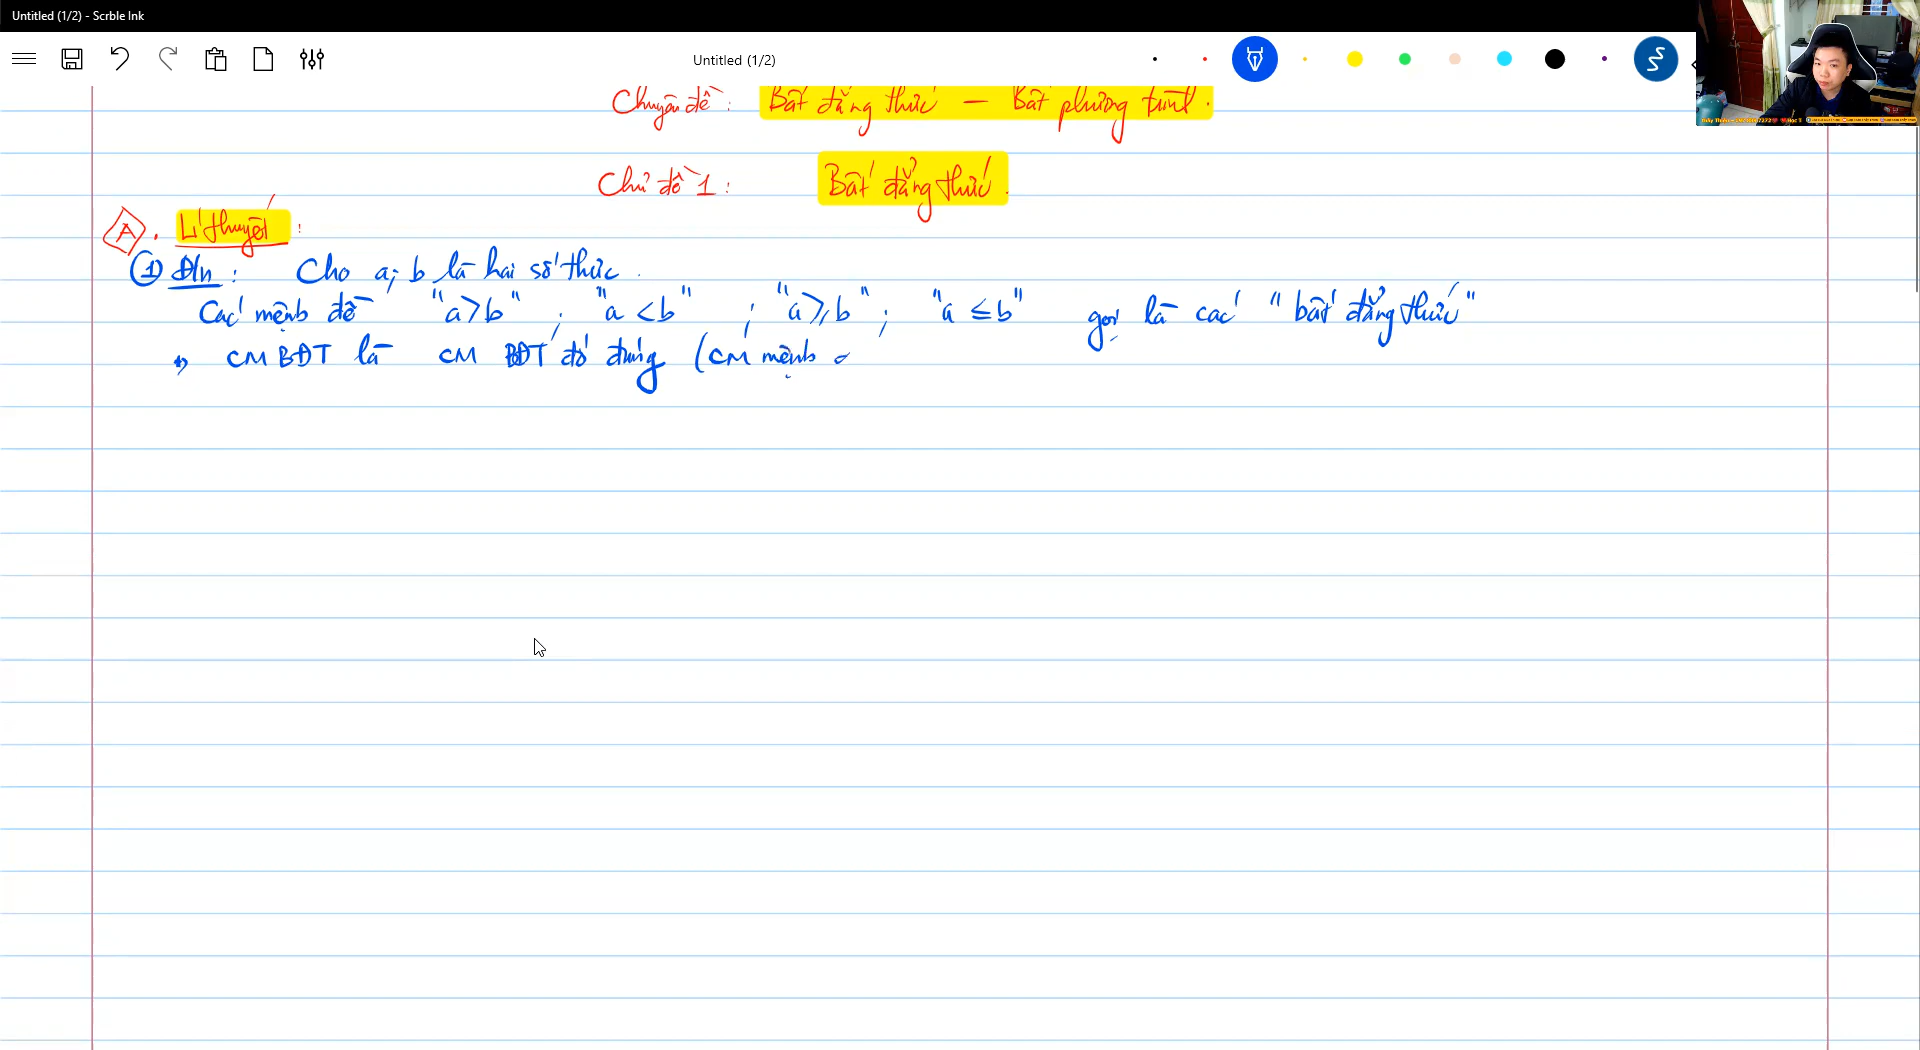 Untitled (1/2) - Scrble Ink
Untitled (1/2)
Chuyên đề: Bất đẳng thức - Bất phương trình.
Chủ đề 1: Bất đẳng thức.
A. Lí thuyết:
① Đ/n: Cho a; b là hai số thực.
Các mệnh đề "a>b"; "a<b"; "a≥b"; "a≤b" gọi là các "bất đẳng thức"
CM BĐT là CM BĐT đó đúng (CM mệnh